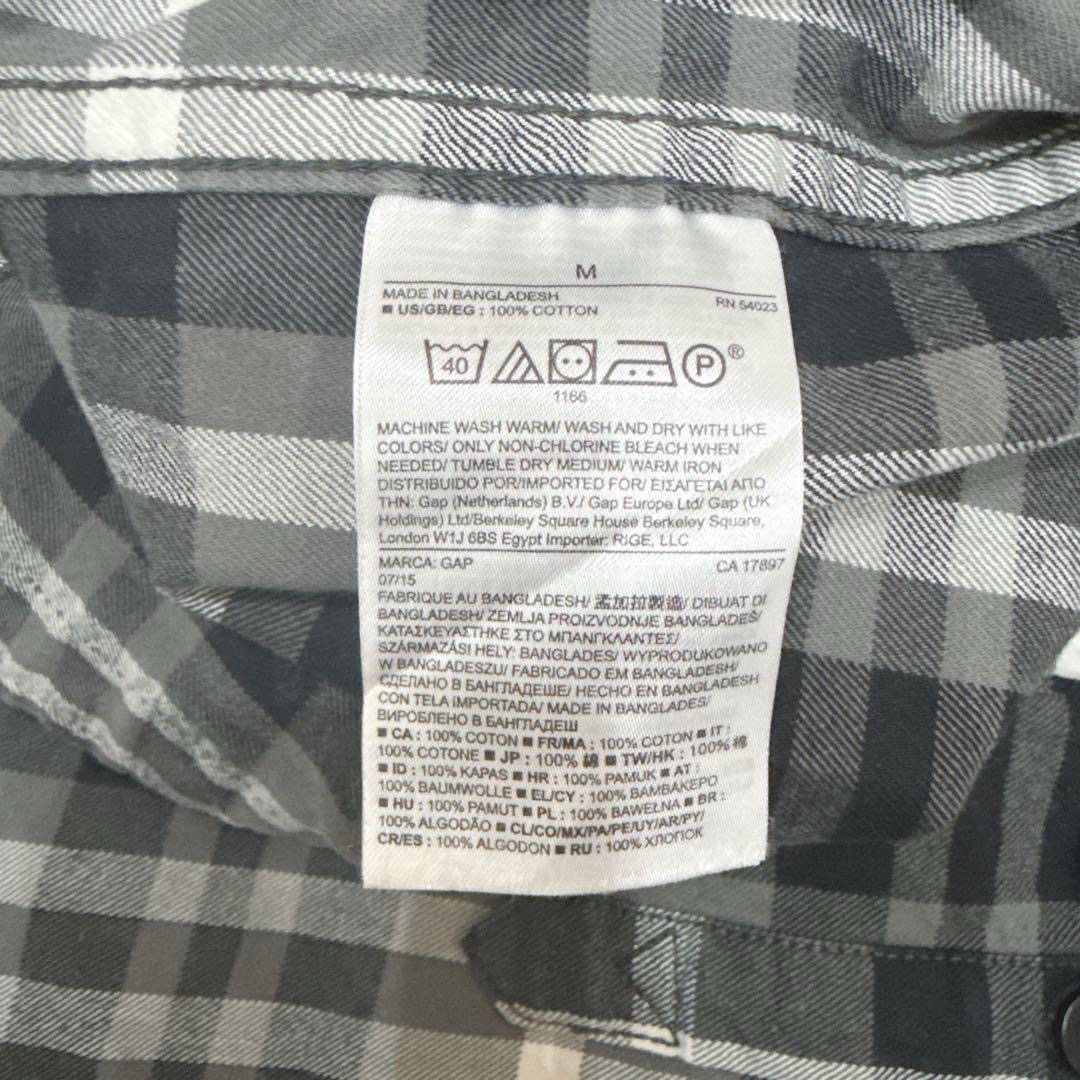 M
MADE IN BANGLADESH RN 54023
■ US/GB/EG : 100% COTTON
40 P ®
1166
MACHINE WASH WARM/ WASH AND DRY WITH LIKE
COLORS/ ONLY NON-CHLORINE BLEACH WHEN
NEEDED/ TUMBLE DRY MEDIUM/ WARM IRON
DISTRIBUIDO POR/IMPORTED FOR/ ΕΙΣΑΓΕΤΑΙ ΑΠΟ
ΤΗΝ: Gap (Netherlands) B.V./ Gap Europe Ltd/ Gap (UK
Holdings) Ltd/Berkeley Square House Berkeley Square,
London W1J 6BS Egypt Importer: RIGE, LLC
MARCA: GAP CA 17897
07/15
FABRIQUE AU BANGLADESH/ 孟加拉製造/ DIBUAT DI
BANGLADESH/ ZEMLJA PROIZVODNJE BANGLADEŠ/
ΚΑΤΑΣΚΕΥΑΣΤΗΚΕ ΣΤΟ ΜΠΑΝΓΚΛΑΝΤΕΣ/
SZÁRMAZÁSI HELY: BANGLADES/ WYPRODUKOWANO
W BANGLADESZU/ FABRICADO EM BANGLADESH/
СДЕЛАНО В БАНГЛАДЕШЕ/ HECHO EN BANGLADESH
CON TELA IMPORTADA/ MADE IN BANGLADES/
ВИРОБЛЕНО В БАНГЛАДЕШ
■ CA : 100% COTON ■ FR/MA : 100% COTON ■ IT :
100% COTONE ■ JP : 100% 綿 ■ TW/HK : 100% 棉
■ ID : 100% KAPAS ■ HR : 100% PAMUK ■ AT :
100% BAUMWOLLE ■ EL/CY : 100% ΒΑΜΒΑΚΕΡΟ
■ HU : 100% PAMUT ■ PL : 100% BAWEŁNA ■ BR :
100% ALGODÃO ■ CL/CO/MX/PA/PE/UY/AR/PY/
CR/ES : 100% ALGODON ■ RU : 100% ХЛОПОК